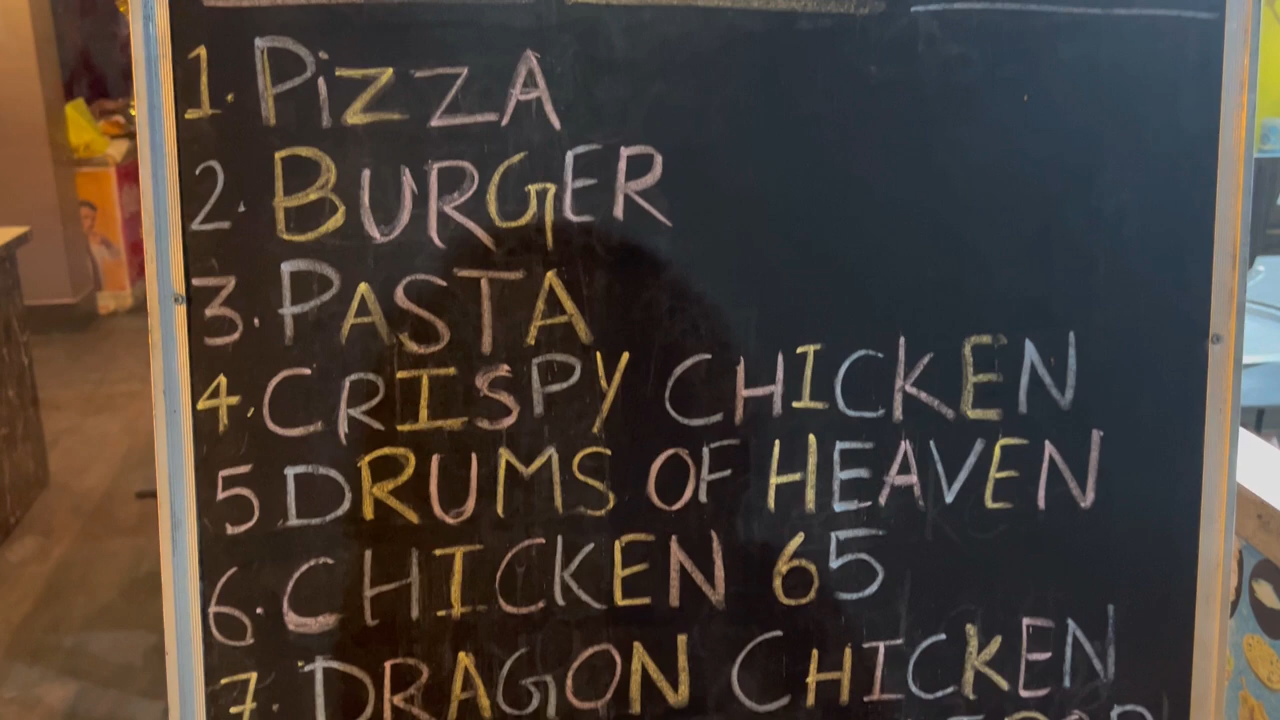 1. PiZZA
2. BURGER
3. PASTA
4. CRISPY CHICKEN
5 DRUMS OF HEAVEN
6. CHICKEN 65
7. DRAGON CHICKEN